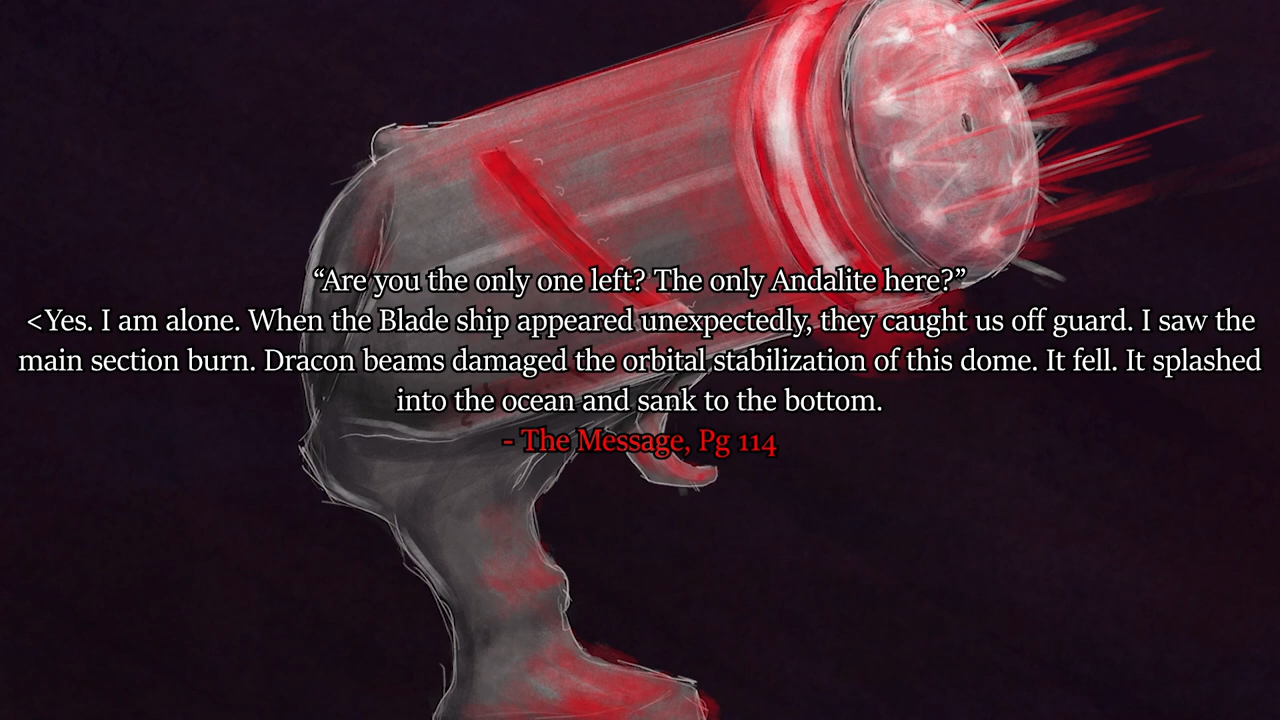 “Are you the only one left? The only Andalite here?”
<Yes. I am alone. When the Blade ship appeared unexpectedly, they caught us off guard. I saw the
main section burn. Dracon beams damaged the orbital stabilization of this dome. It fell. It splashed
into the ocean and sank to the bottom.
- The Message, Pg 114